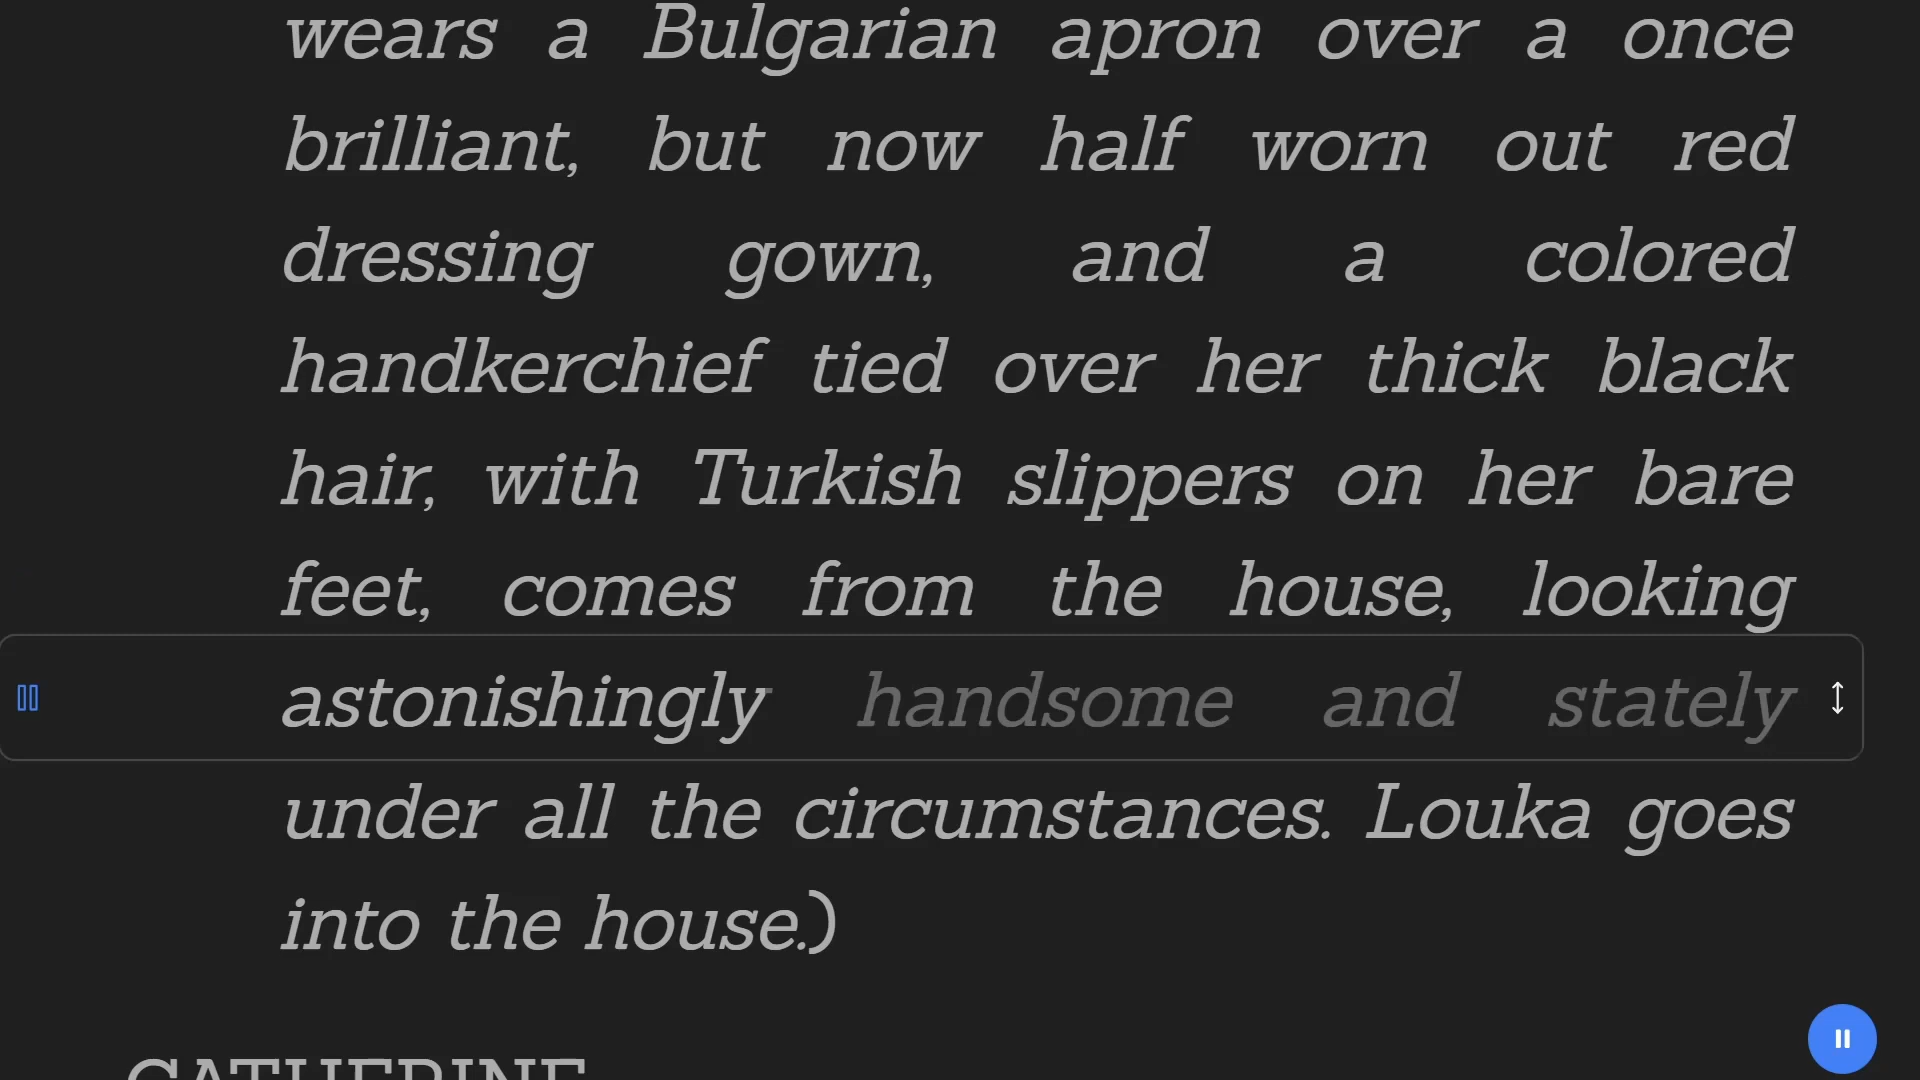 wears a Bulgarian apron over a once
brilliant, but now half worn out red
dressing gown, and a colored
handkerchief tied over her thick black
hair, with Turkish slippers on her bare
feet, comes from the house, looking
astonishingly handsome and stately
under all the circumstances. Louka goes
into the house.)
CATHERINE